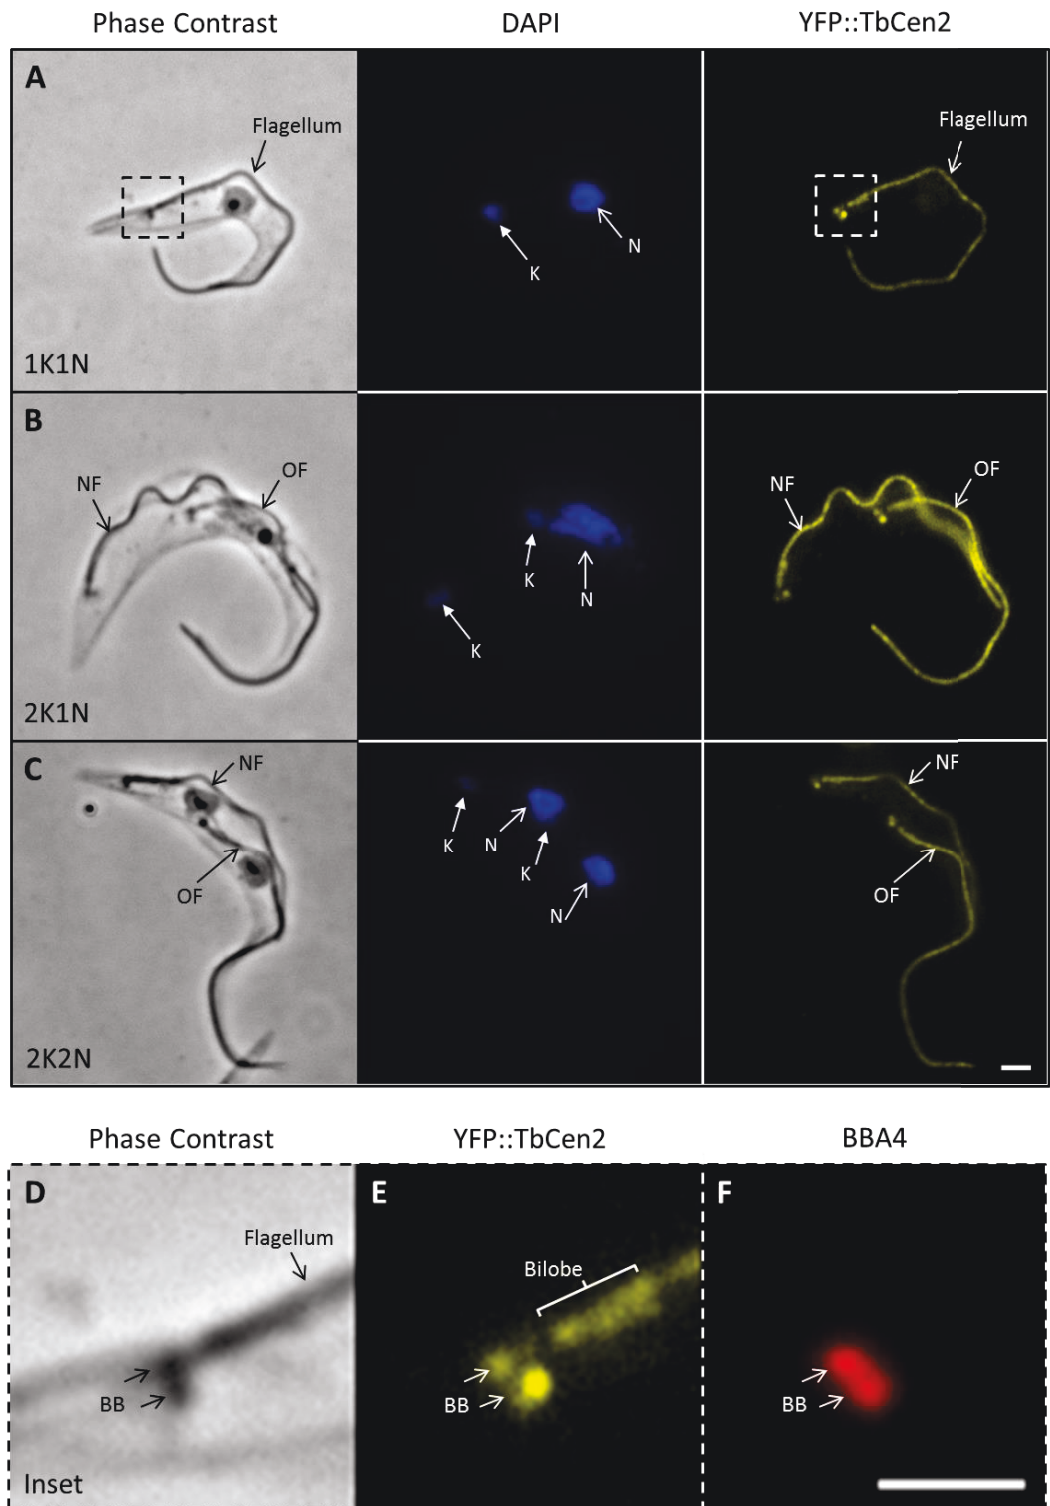 Phase Contrast DAPI YFP::TbCen2
A
Flagellum
Flagellum
K
N
1K1N
B
NF
OF
K
N
K
NF
OF
2K1N
C
NF
OF
K
N
K
N
NF
OF
2K2N
Phase Contrast YFP::TbCen2 BBA4
D
Flagellum
BB
Inset
E
Bilobe
BB
F
BB